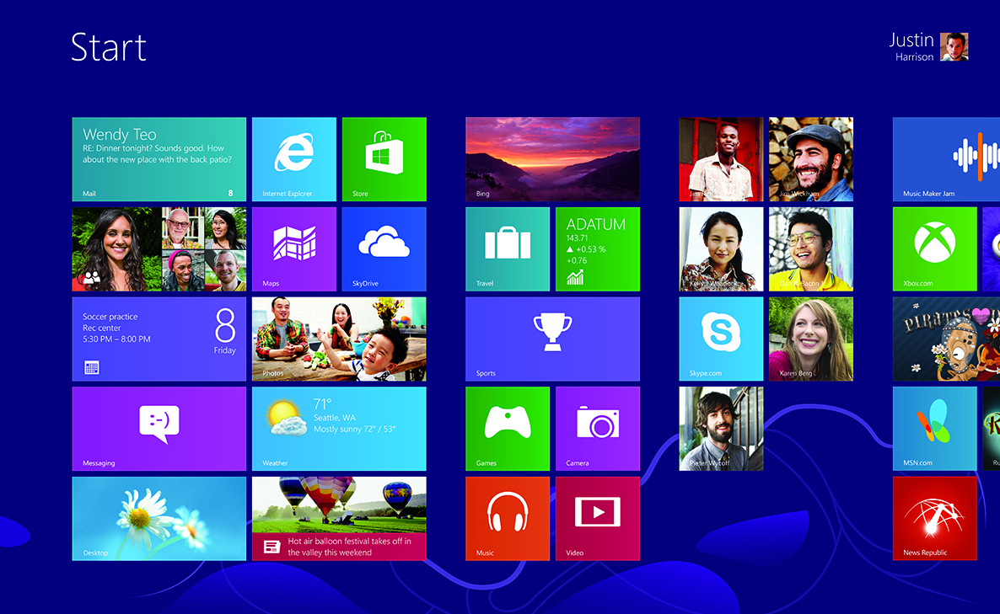 Start
Justin
Harrison
Wendy Teo
RE: Dinner tonight? Sounds good. How
about the new place with the back patio?
Mail
8
Internet Explorer
Store
Maps
SkyDrive
Soccer practice
Rec center
5:30 PM – 8:00 PM
8
Friday
Photos
:-)
Messaging
71°
Seattle, WA
Mostly sunny 72° / 53°
Weather
Desktop
Hot air balloon festival takes off in
the valley this weekend
Bing
Travel
ADATUM
143.71
▲ +0.53 %
+0.76
Sports
Games
Camera
Music
Video
Jim
Jim Wickham
Bacon
S
Skype.com
Karen Berg
Pieter Wycoff
Music Maker Jam
Xbox.com
PIRATES
MSN.com
News Republic